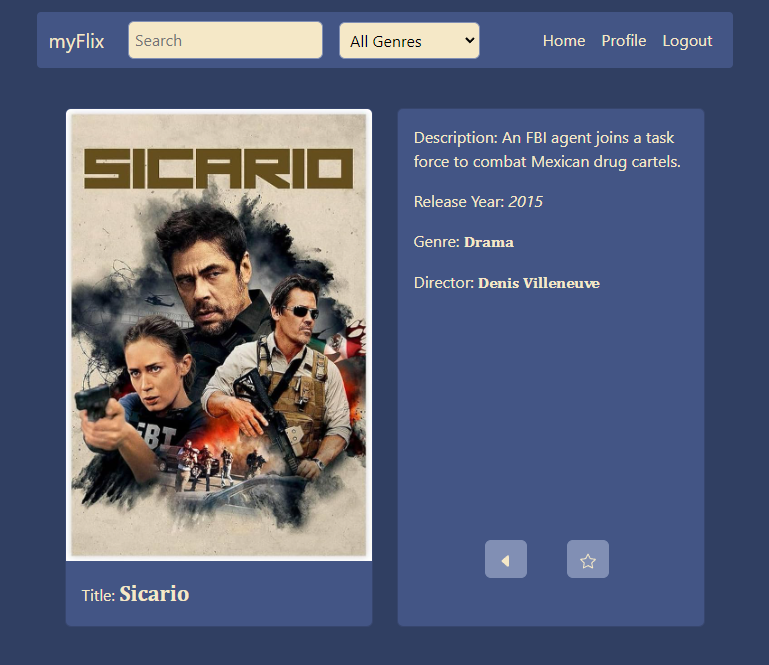 myFlix
Search
All Genres
Home
Profile
Logout
SICARIO
FBI
Title: Sicario
Description: An FBI agent joins a task
force to combat Mexican drug cartels.
Release Year: 2015
Genre: Drama
Director: Denis Villeneuve